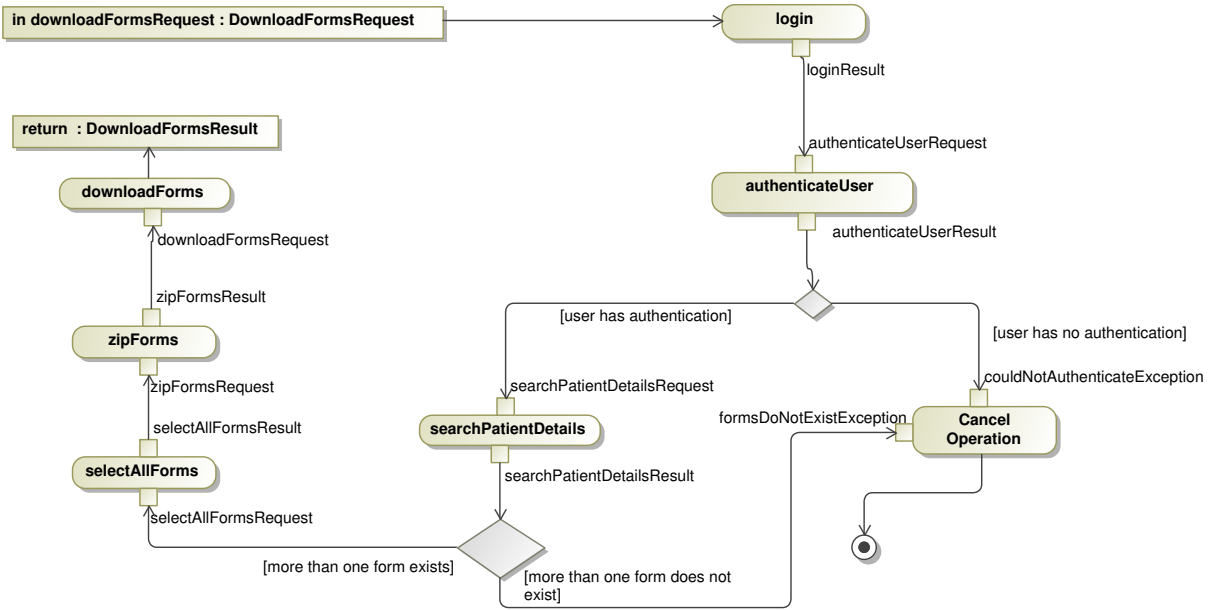 in downloadFormsRequest : DownloadFormsRequest
login
loginResult
return : DownloadFormsResult
authenticateUserRequest
downloadForms
authenticateUser
downloadFormsRequest
authenticateUserResult
zipFormsResult
[user has authentication]
[user has no authentication]
zipForms
zipFormsRequest
searchPatientDetailsRequest
couldNotAuthenticateException
formsDoNotExistException
selectAllFormsResult
searchPatientDetails
Cancel
Operation
selectAllForms
searchPatientDetailsResult
selectAllFormsRequest
[more than one form exists]
[more than one form does not
exist]